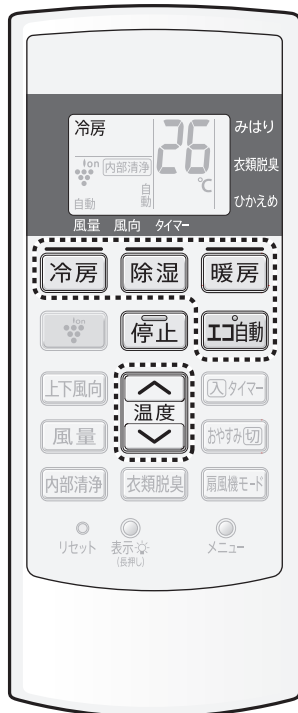 冷房 26 ℃ みはり
ion 内部清浄 衣類脱臭
自動 自動 ひかえめ
風量 風向 タイマー
冷房 除湿 暖房
ion 停止 エコ自動
上下風向 温度 入タイマー
風量 おやすみ切
内部清浄 衣類脱臭 扇風機モード
リセット 表示 メニュー
(長押し)